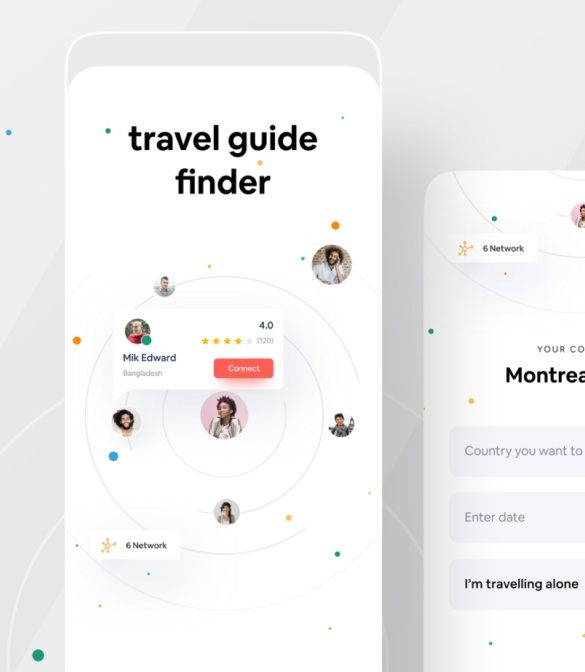 travel guide
finder
4.0
(120)
Mik Edward
Bangladesh
Connect
6 Network
6 Network
YOUR CO
Montrea
Country you want to
Enter date
I'm travelling alone